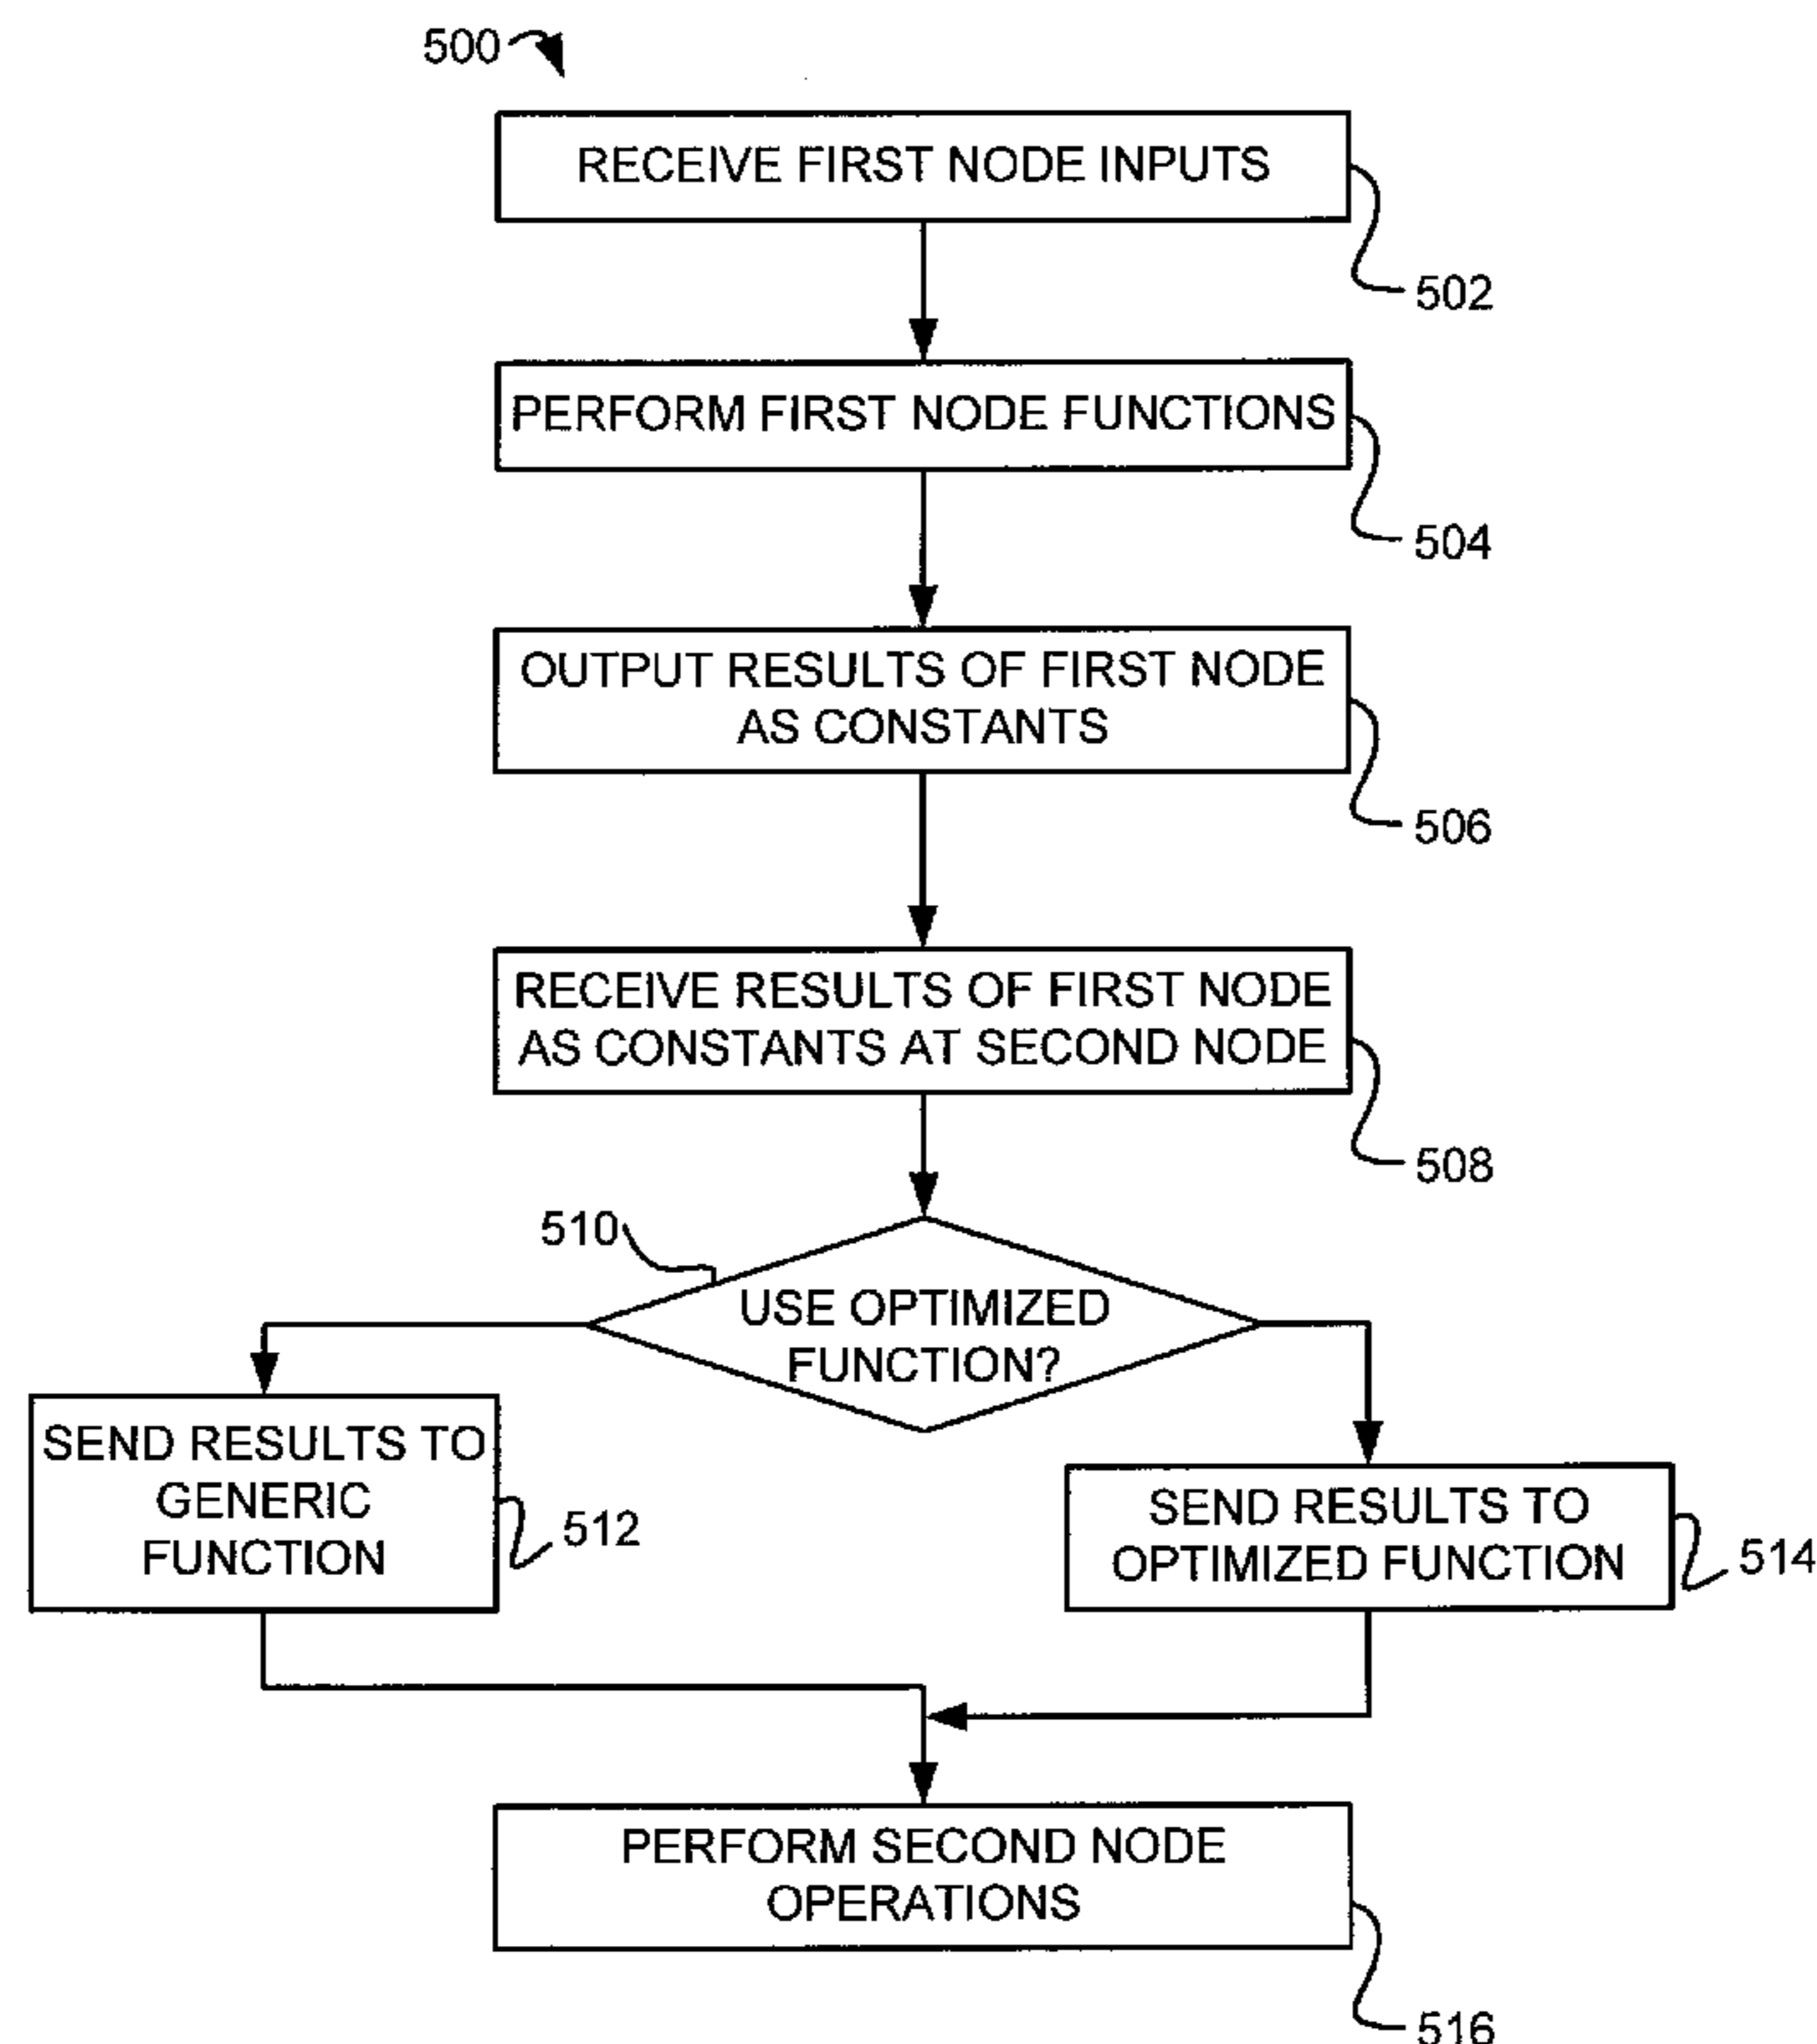 500
RECEIVE FIRST NODE INPUTS
502
PERFORM FIRST NODE FUNCTIONS
504
OUTPUT RESULTS OF FIRST NODE
AS CONSTANTS
506
RECEIVE RESULTS OF FIRST NODE
AS CONSTANTS AT SECOND NODE
508
510
USE OPTIMIZED
FUNCTION?
SEND RESULTS TO
GENERIC
FUNCTION
512
SEND RESULTS TO
OPTIMIZED FUNCTION
514
PERFORM SECOND NODE
OPERATIONS
516